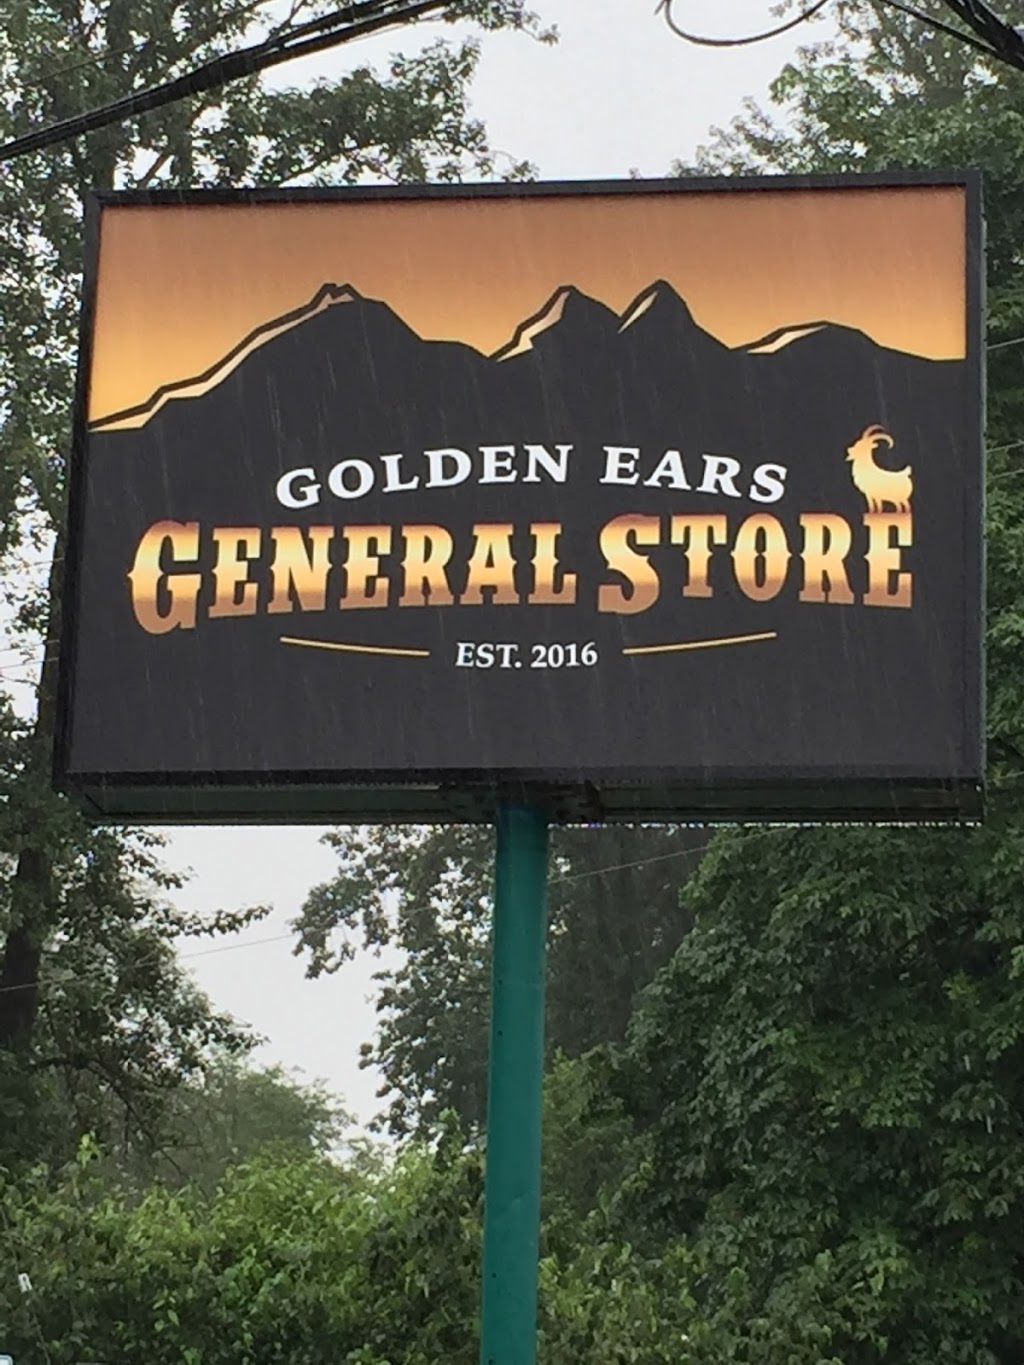 GOLDEN EARS
GENERAL STORE
EST. 2016